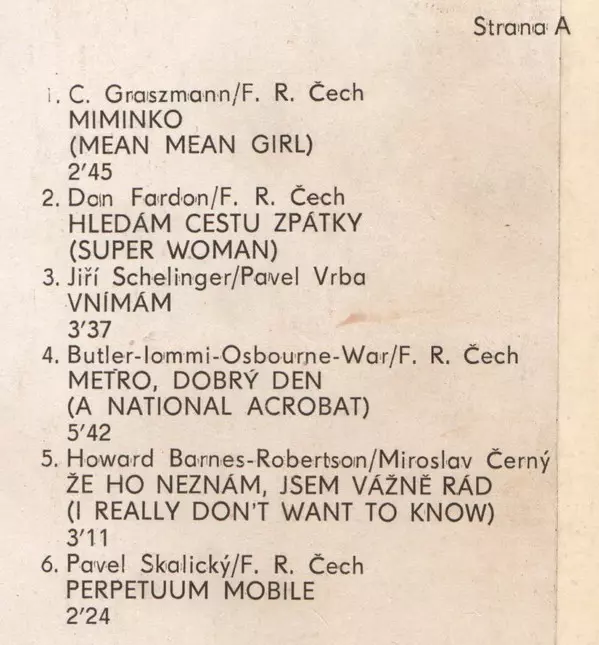 Strana A
1. C. Graszmann/F. R. Čech
MIMINKO
(MEAN MEAN GIRL)
2'45
2. Don Fardon/F. R. Čech
HLEDÁM CESTU ZPÁTKY
(SUPER WOMAN)
3. Jiří Schelinger/Pavel Vrba
VNÍMÁM
3'37
4. Butler-Iommi-Osbourne-War/F. R. Čech
METRO, DOBRÝ DEN
(A NATIONAL ACROBAT)
5'42
5. Howard Barnes-Robertson/Miroslav Černý
ŽE HO NEZNÁM, JSEM VÁŽNĚ RÁD
(I REALLY DON'T WANT TO KNOW)
3'11
6. Pavel Skalický/F. R. Čech
PERPETUUM MOBILE
2'24